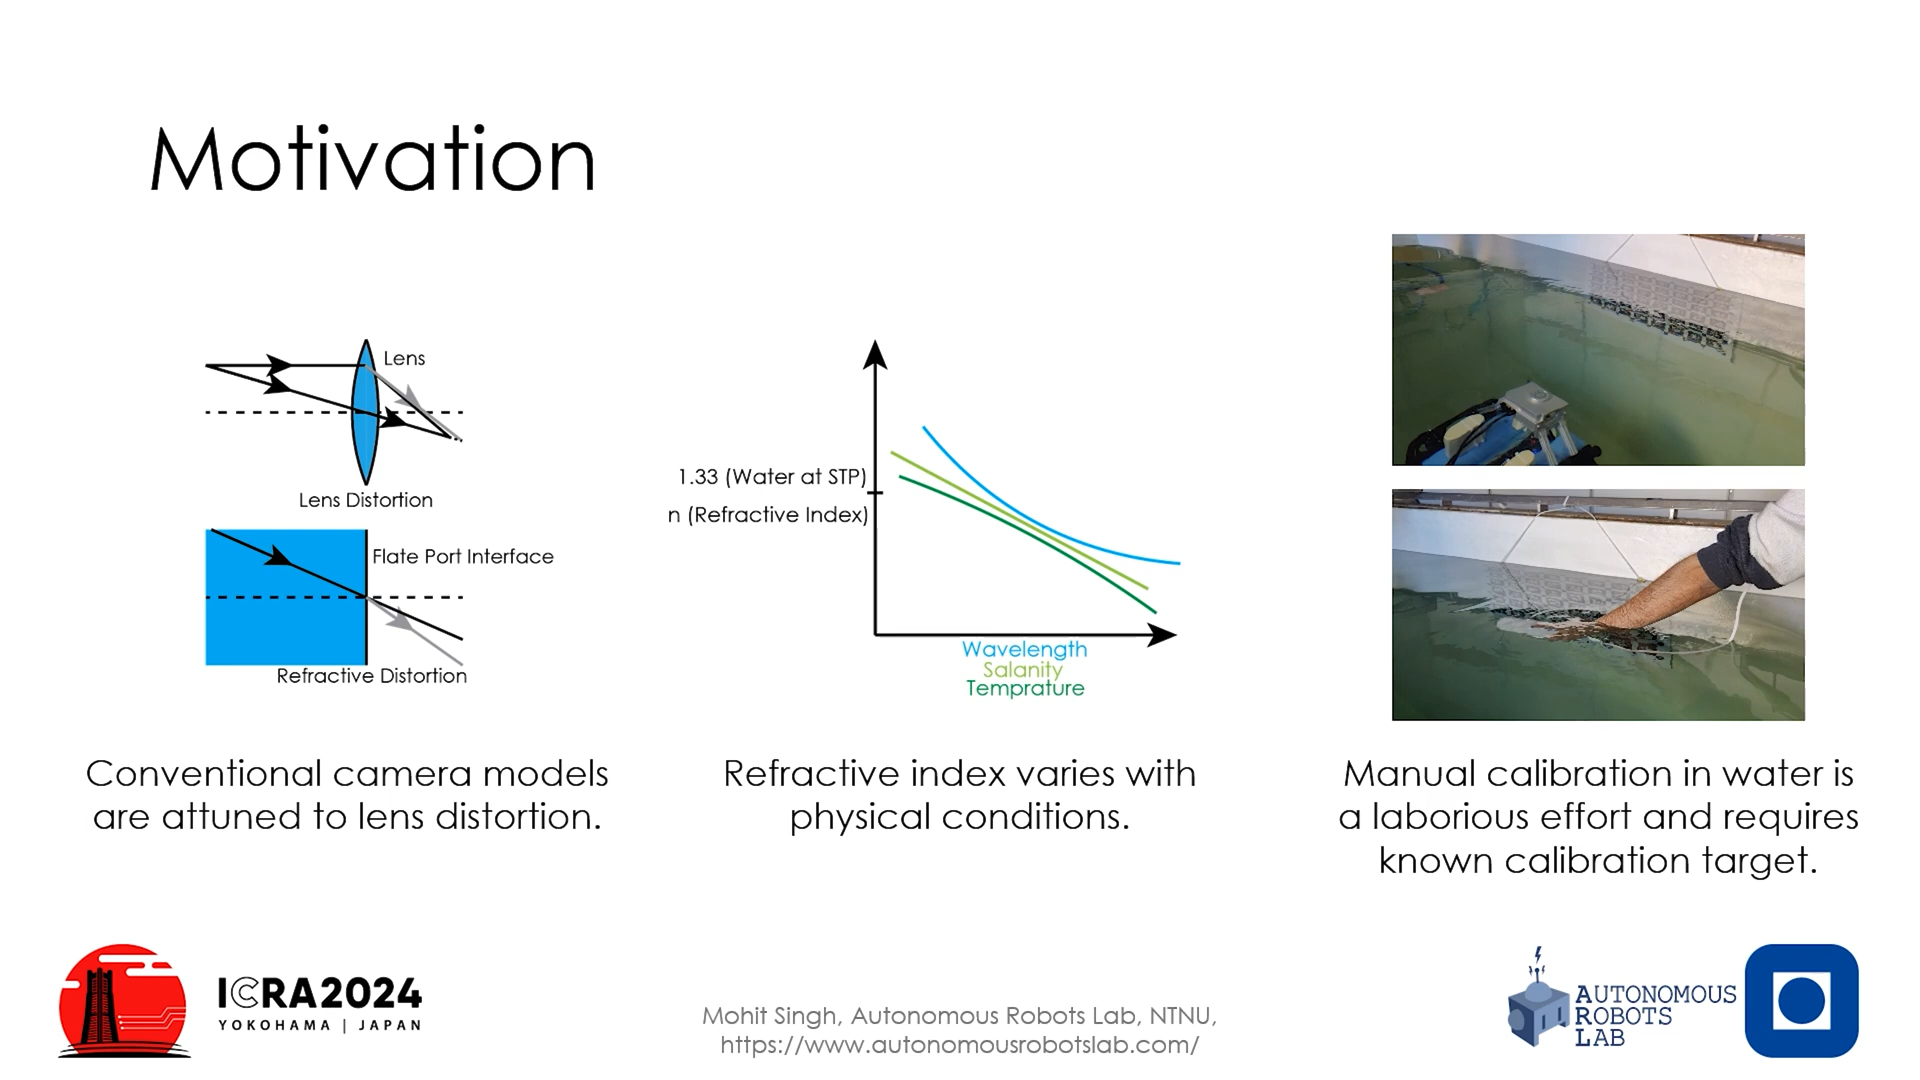 Motivation
Lens
Lens Distortion
Flate Port Interface
Refractive Distortion
Conventional camera models
are attuned to lens distortion.
1.33 (Water at STP)
n (Refractive Index)
Wavelength
Salanity
Temprature
Refractive index varies with
physical conditions.
Manual calibration in water is
a laborious effort and requires
known calibration target.
ICRA2024
YOKOHAMA | JAPAN
Mohit Singh, Autonomous Robots Lab, NTNU,
https://www.autonomousrobotslab.com/
AUTONOMOUS
ROBOTS
LAB